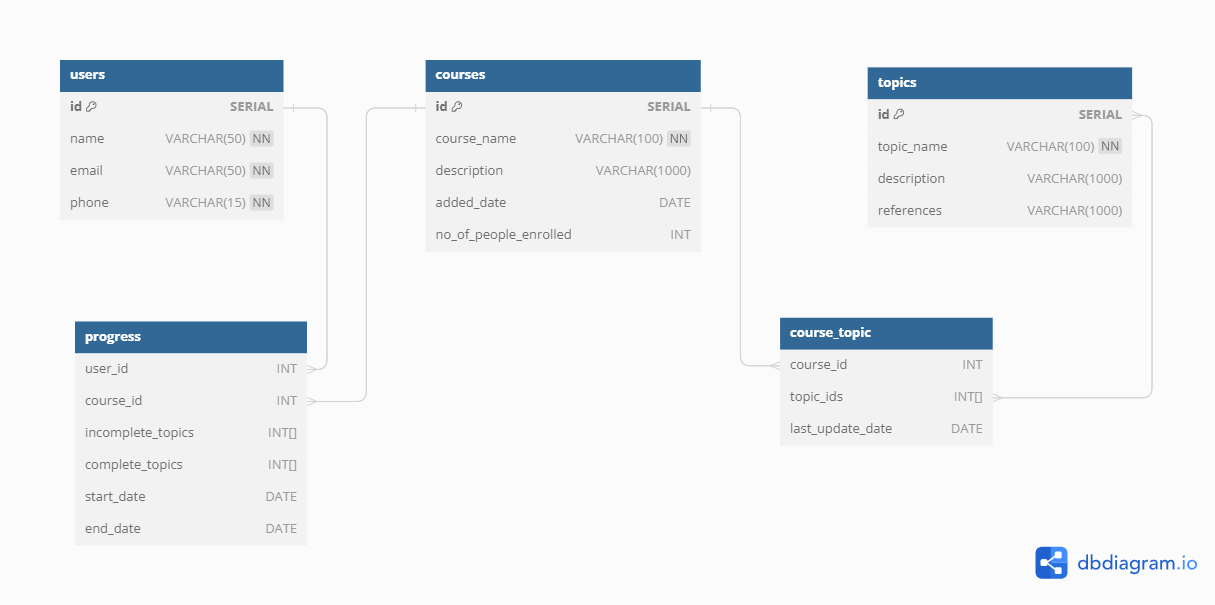 users
id SERIAL
name VARCHAR(50) NN
email VARCHAR(50) NN
phone VARCHAR(15) NN
courses
id SERIAL
course_name VARCHAR(100) NN
description VARCHAR(1000)
added_date DATE
no_of_people_enrolled INT
topics
id SERIAL
topic_name VARCHAR(100) NN
description VARCHAR(1000)
references VARCHAR(1000)
progress
user_id INT
course_id INT
incomplete_topics INT[]
complete_topics INT[]
start_date DATE
end_date DATE
course_topic
course_id INT
topic_ids INT[]
last_update_date DATE
dbdiagram.io